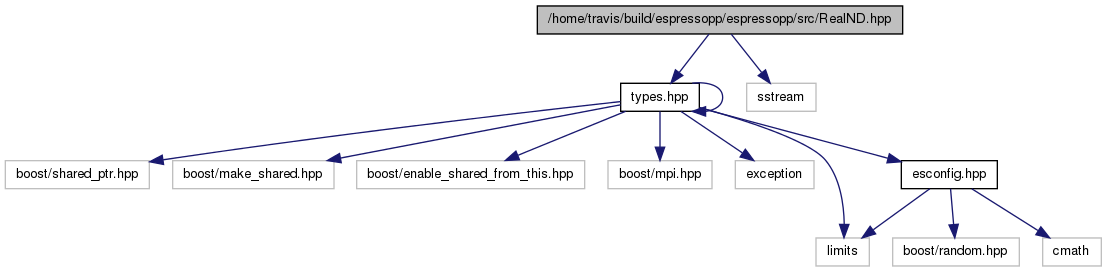 /home/travis/build/espressopp/espressopp/src/RealND.hpp
types.hpp
sstream
boost/shared_ptr.hpp
boost/make_shared.hpp
boost/enable_shared_from_this.hpp
boost/mpi.hpp
exception
esconfig.hpp
limits
boost/random.hpp
cmath